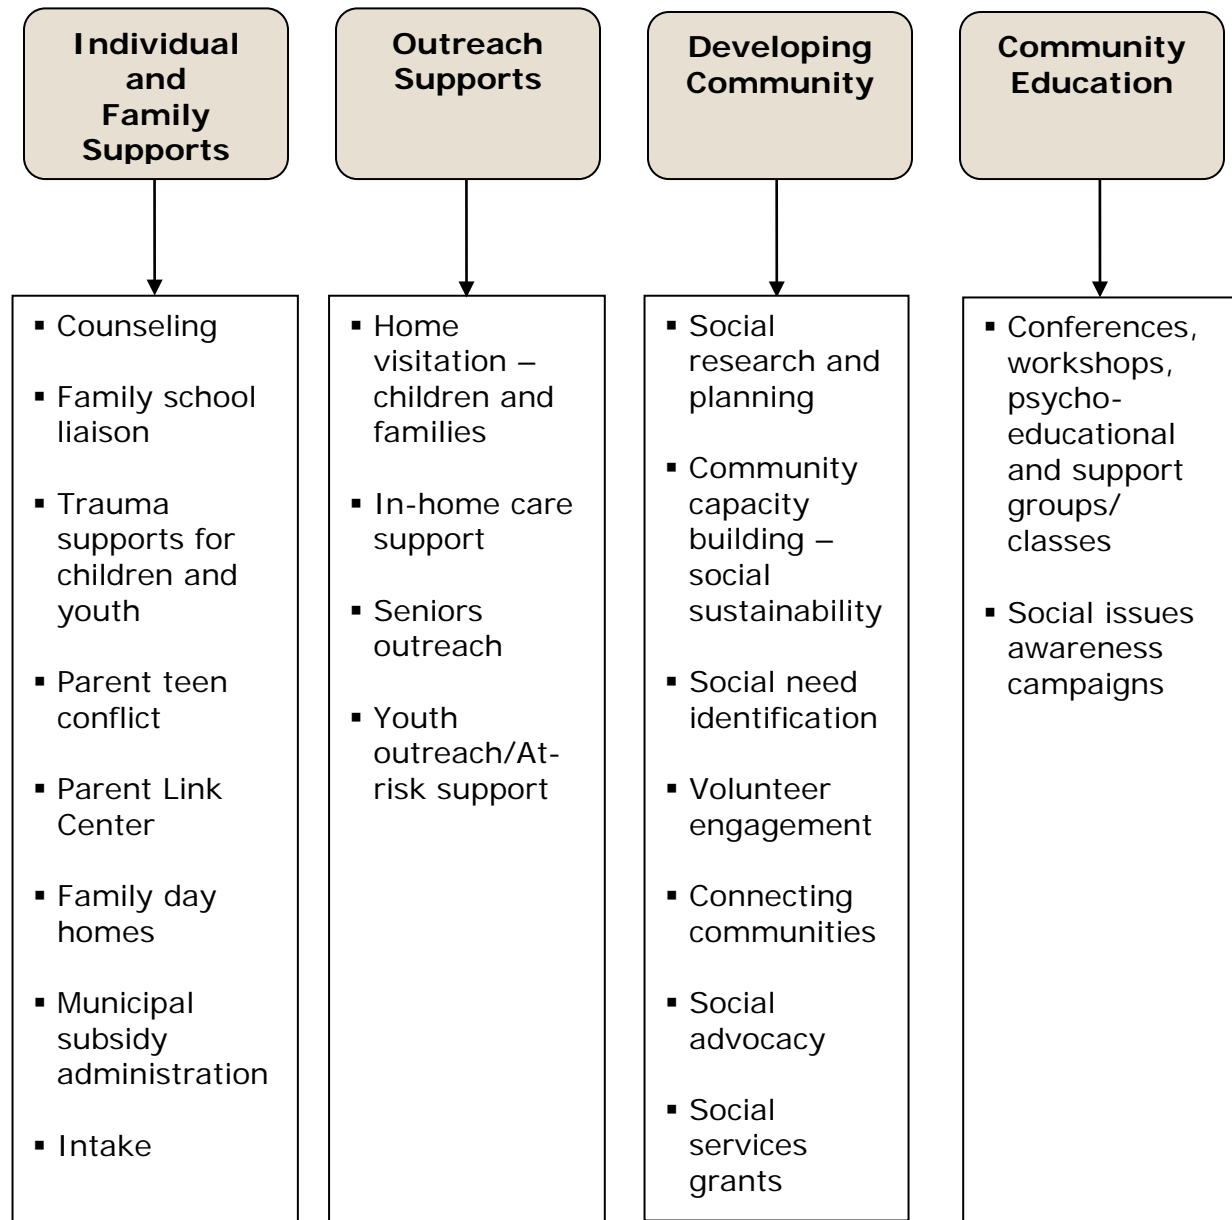 Individual
and
Family
Supports
Outreach
Supports
Developing
Community
Community
Education
▪ Counseling
▪ Family school
liaison
▪ Trauma
supports for
children and
youth
▪ Parent teen
conflict
▪ Parent Link
Center
▪ Family day
homes
▪ Municipal
subsidy
administration
▪ Intake
▪ Home
visitation –
children and
families
▪ In-home care
support
▪ Seniors
outreach
▪ Youth
outreach/At-
risk support
▪ Social
research and
planning
▪ Community
capacity
building –
social
sustainability
▪ Social need
identification
▪ Volunteer
engagement
▪ Connecting
communities
▪ Social
advocacy
▪ Social
services
grants
▪ Conferences,
workshops,
psycho-
educational
and support
groups/
classes
▪ Social issues
awareness
campaigns